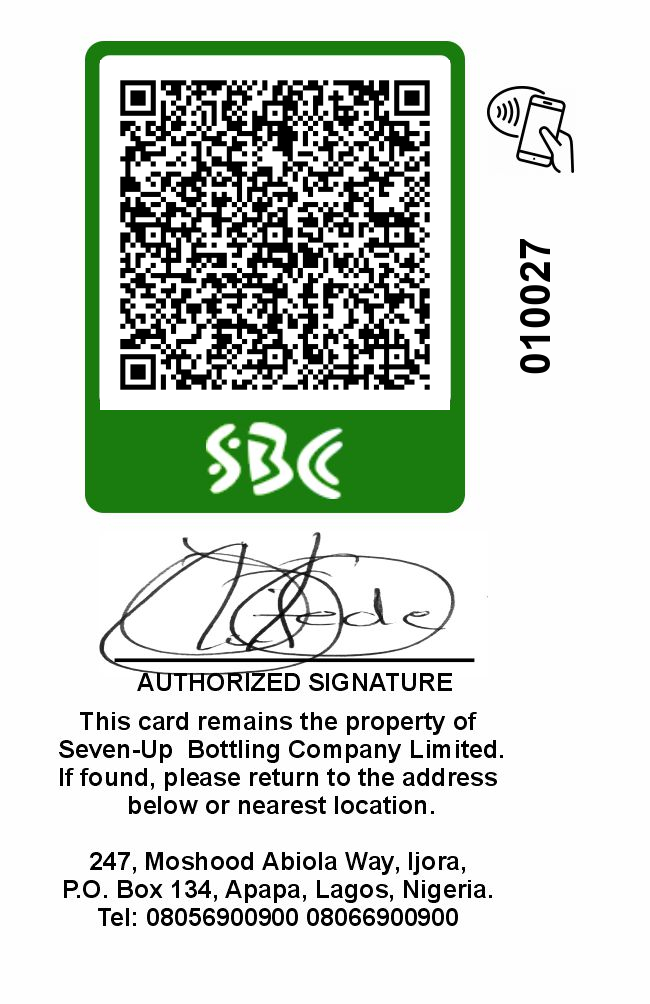 SBC
010027
AUTHORIZED SIGNATURE
This card remains the property of
Seven-Up Bottling Company Limited.
If found, please return to the address
below or nearest location.
247, Moshood Abiola Way, Ijora,
P.O. Box 134, Apapa, Lagos, Nigeria.
Tel: 08056900900 08066900900